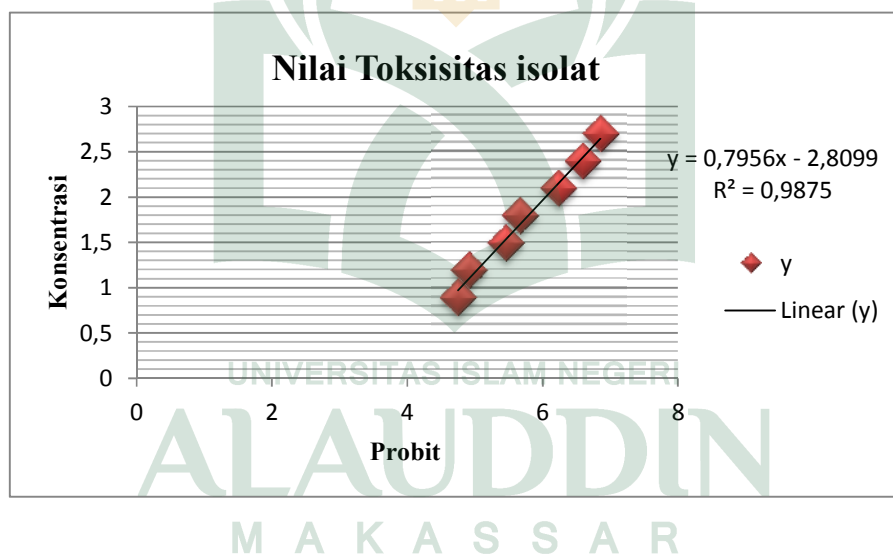 Nilai Toksisitas isolat
3
2,5
2
1,5
1
0,5
0
Konsentrasi
0 2 4 6 8
Probit
y = 0,7956x - 2,8099
R² = 0,9875
y
Linear (y)
UNIVERSITAS ISLAM NEGERI
ALAUDDIN
MAKASSAR